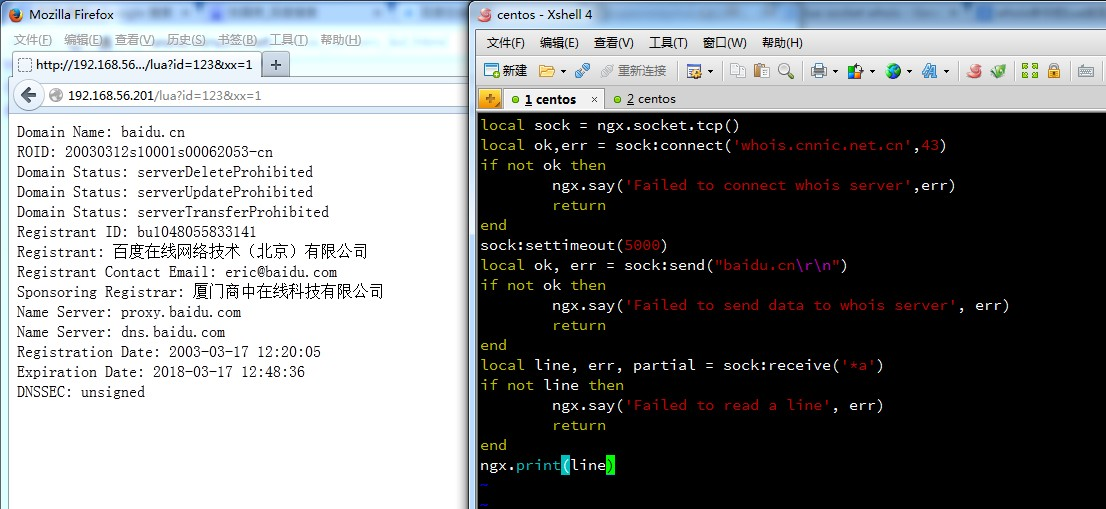 Mozilla Firefox
文件(F) 编辑(E) 查看(V) 历史(S) 书签(B) 工具(T) 帮助(H)
http://192.168.56.../lua?id=123&xx=1
192.168.56.201/lua?id=123&xx=1
Domain Name: baidu.cn
ROID: 20030312s10001s00062053-cn
Domain Status: serverDeleteProhibited
Domain Status: serverUpdateProhibited
Domain Status: serverTransferProhibited
Registrant ID: bu1048055833141
Registrant: 百度在线网络技术（北京）有限公司
Registrant Contact Email: eric@baidu.com
Sponsoring Registrar: 厦门商中在线科技有限公司
Name Server: proxy.baidu.com
Name Server: dns.baidu.com
Registration Date: 2003-03-17 12:20:05
Expiration Date: 2018-03-17 12:48:36
DNSSEC: unsigned
centos - Xshell 4
文件(F) 编辑(E) 查看(V) 工具(T) 窗口(W) 帮助(H)
新建 重新连接
1 centos × 2 centos
local sock = ngx.socket.tcp()
local ok,err = sock:connect('whois.cnnic.net.cn',43)
if not ok then
        ngx.say('Failed to connect whois server',err)
        return
end
sock:settimeout(5000)
local ok, err = sock:send("baidu.cn\r\n")
if not ok then
        ngx.say('Failed to send data to whois server', err)
        return
end
local line, err, partial = sock:receive('*a')
if not line then
        ngx.say('Failed to read a line', err)
        return
end
ngx.print(line)
~
~